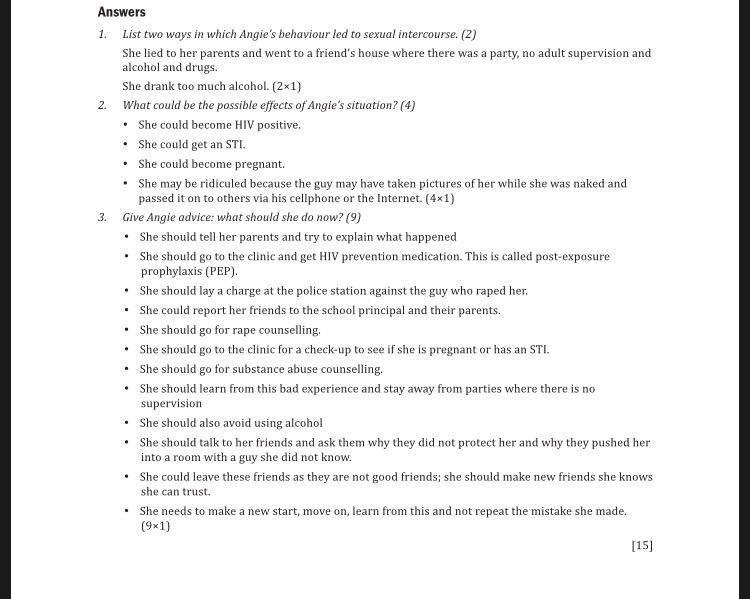 Answers
1. List two ways in which Angie's behaviour led to sexual intercourse. (2)
She lied to her parents and went to a friend's house where there was a party, no adult supervision and
alcohol and drugs.
She drank too much alcohol. (2×1)
2. What could be the possible effects of Angie's situation? (4)
• She could become HIV positive.
• She could get an STI.
• She could become pregnant.
• She may be ridiculed because the guy may have taken pictures of her while she was naked and
passed it on to others via his cellphone or the Internet. (4×1)
3. Give Angie advice: what should she do now? (9)
• She should tell her parents and try to explain what happened
• She should go to the clinic and get HIV prevention medication. This is called post-exposure
prophylaxis (PEP).
• She should lay a charge at the police station against the guy who raped her.
• She could report her friends to the school principal and their parents.
• She should go for rape counselling.
• She should go to the clinic for a check-up to see if she is pregnant or has an STI.
• She should go for substance abuse counselling.
• She should learn from this bad experience and stay away from parties where there is no
supervision
• She should also avoid using alcohol
• She should talk to her friends and ask them why they did not protect her and why they pushed her
into a room with a guy she did not know.
• She could leave these friends as they are not good friends; she should make new friends she knows
she can trust.
• She needs to make a new start, move on, learn from this and not repeat the mistake she made.
(9×1)
[15]